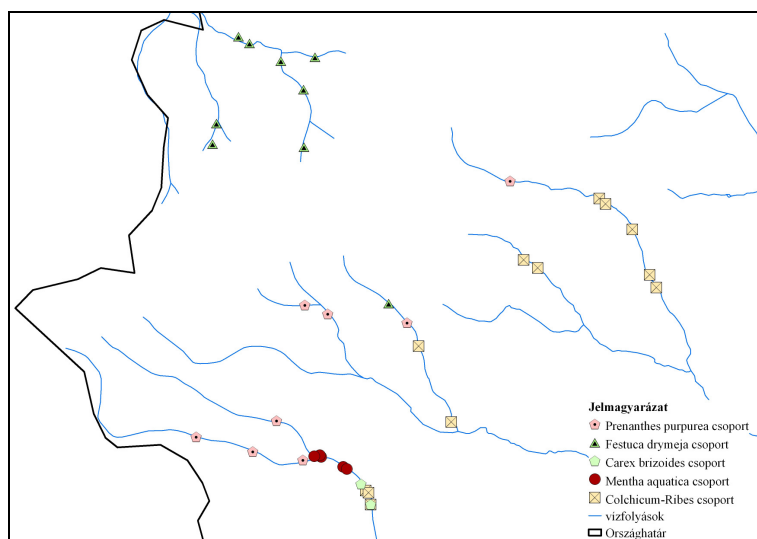 Jelmagyarázat
Prenanthes purpurea csoport
Festuca drymeja csoport
Carex brizoides csoport
Mentha aquatica csoport
Colchicum-Ribes csoport
vízfolyások
Országhatár